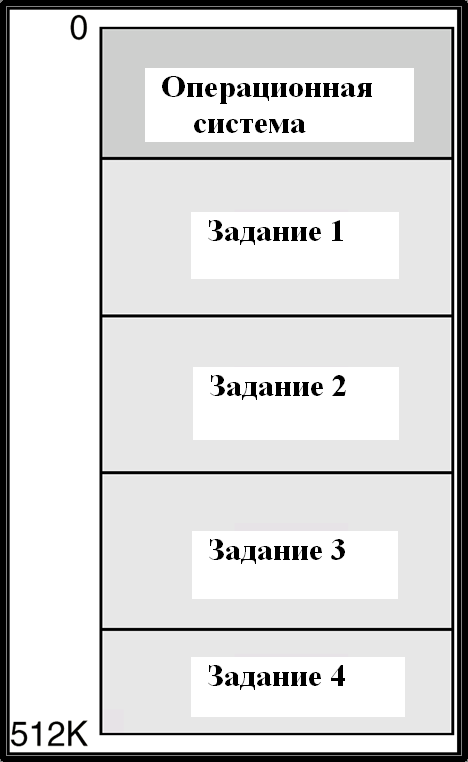 0
Операционная
система
Задание 1
Задание 2
Задание 3
Задание 4
512K